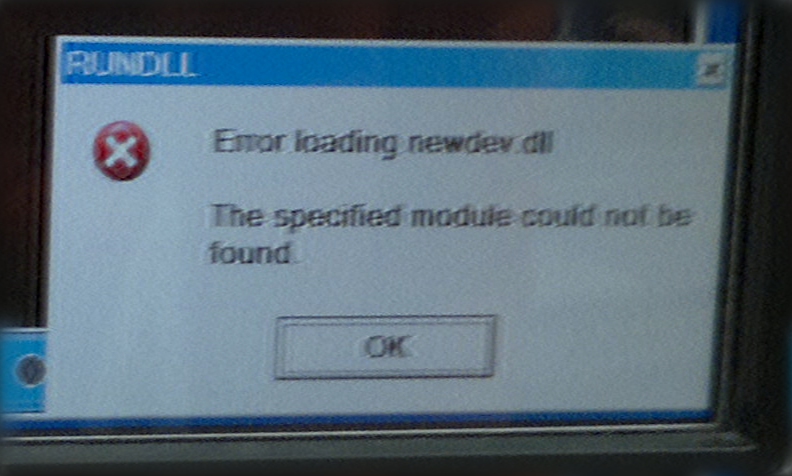 RUNDLL
Error loading newdev.dll
The specified module could not be
found.
OK